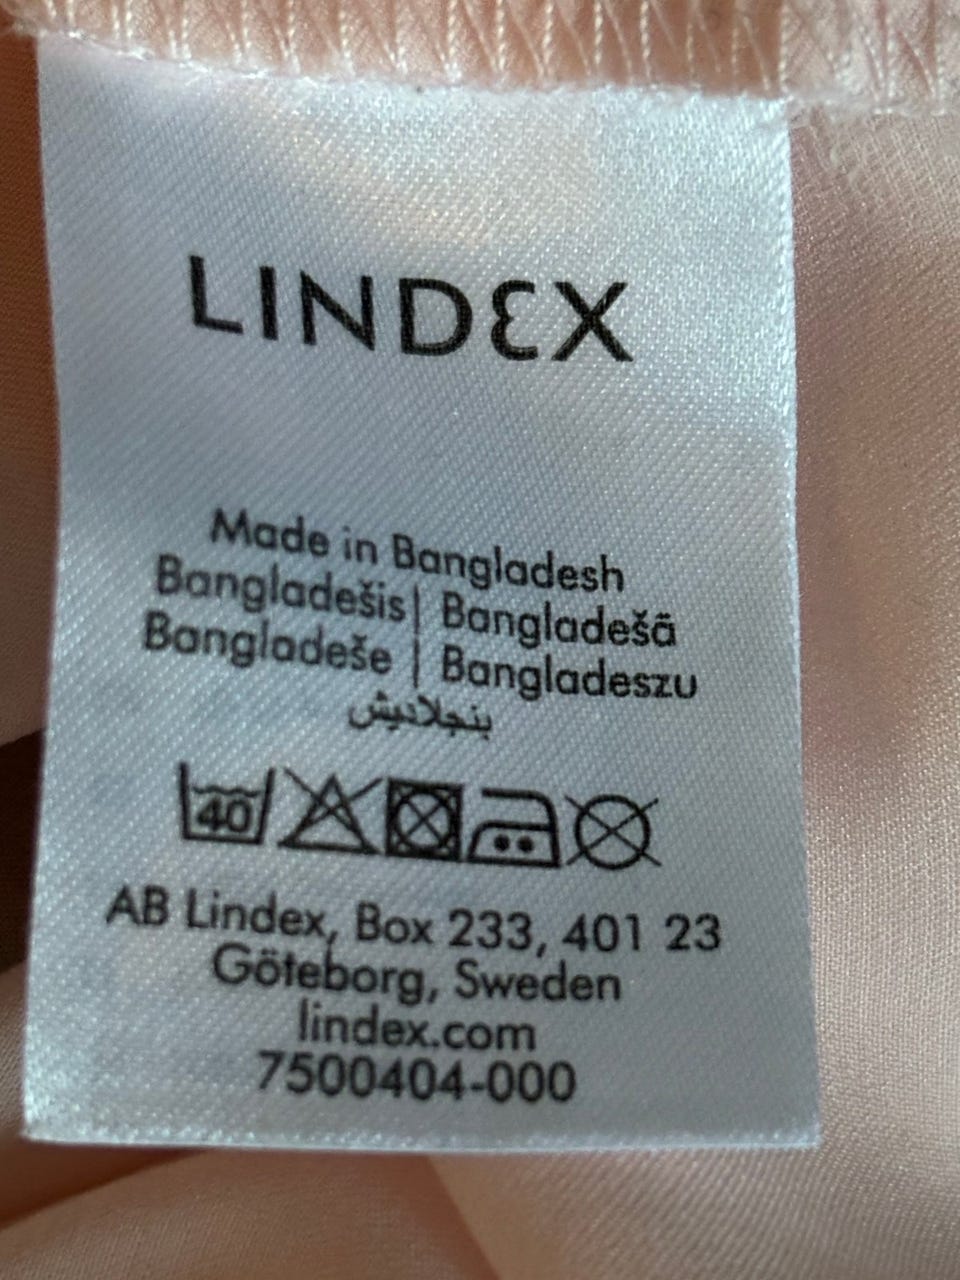 LINDEX
Made in Bangladesh
Bangladešis| Bangladešā
Bangladeše | Bangladeszu
بنجلاديش
40
AB Lindex, Box 233, 401 23
Göteborg, Sweden
lindex.com
7500404-000